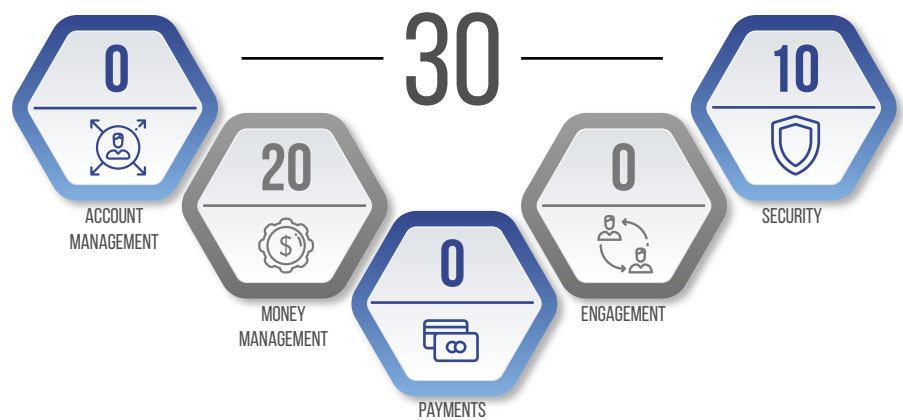 30
0
ACCOUNT
MANAGEMENT
20
$
MONEY
MANAGEMENT
0
PAYMENTS
0
ENGAGEMENT
10
SECURITY